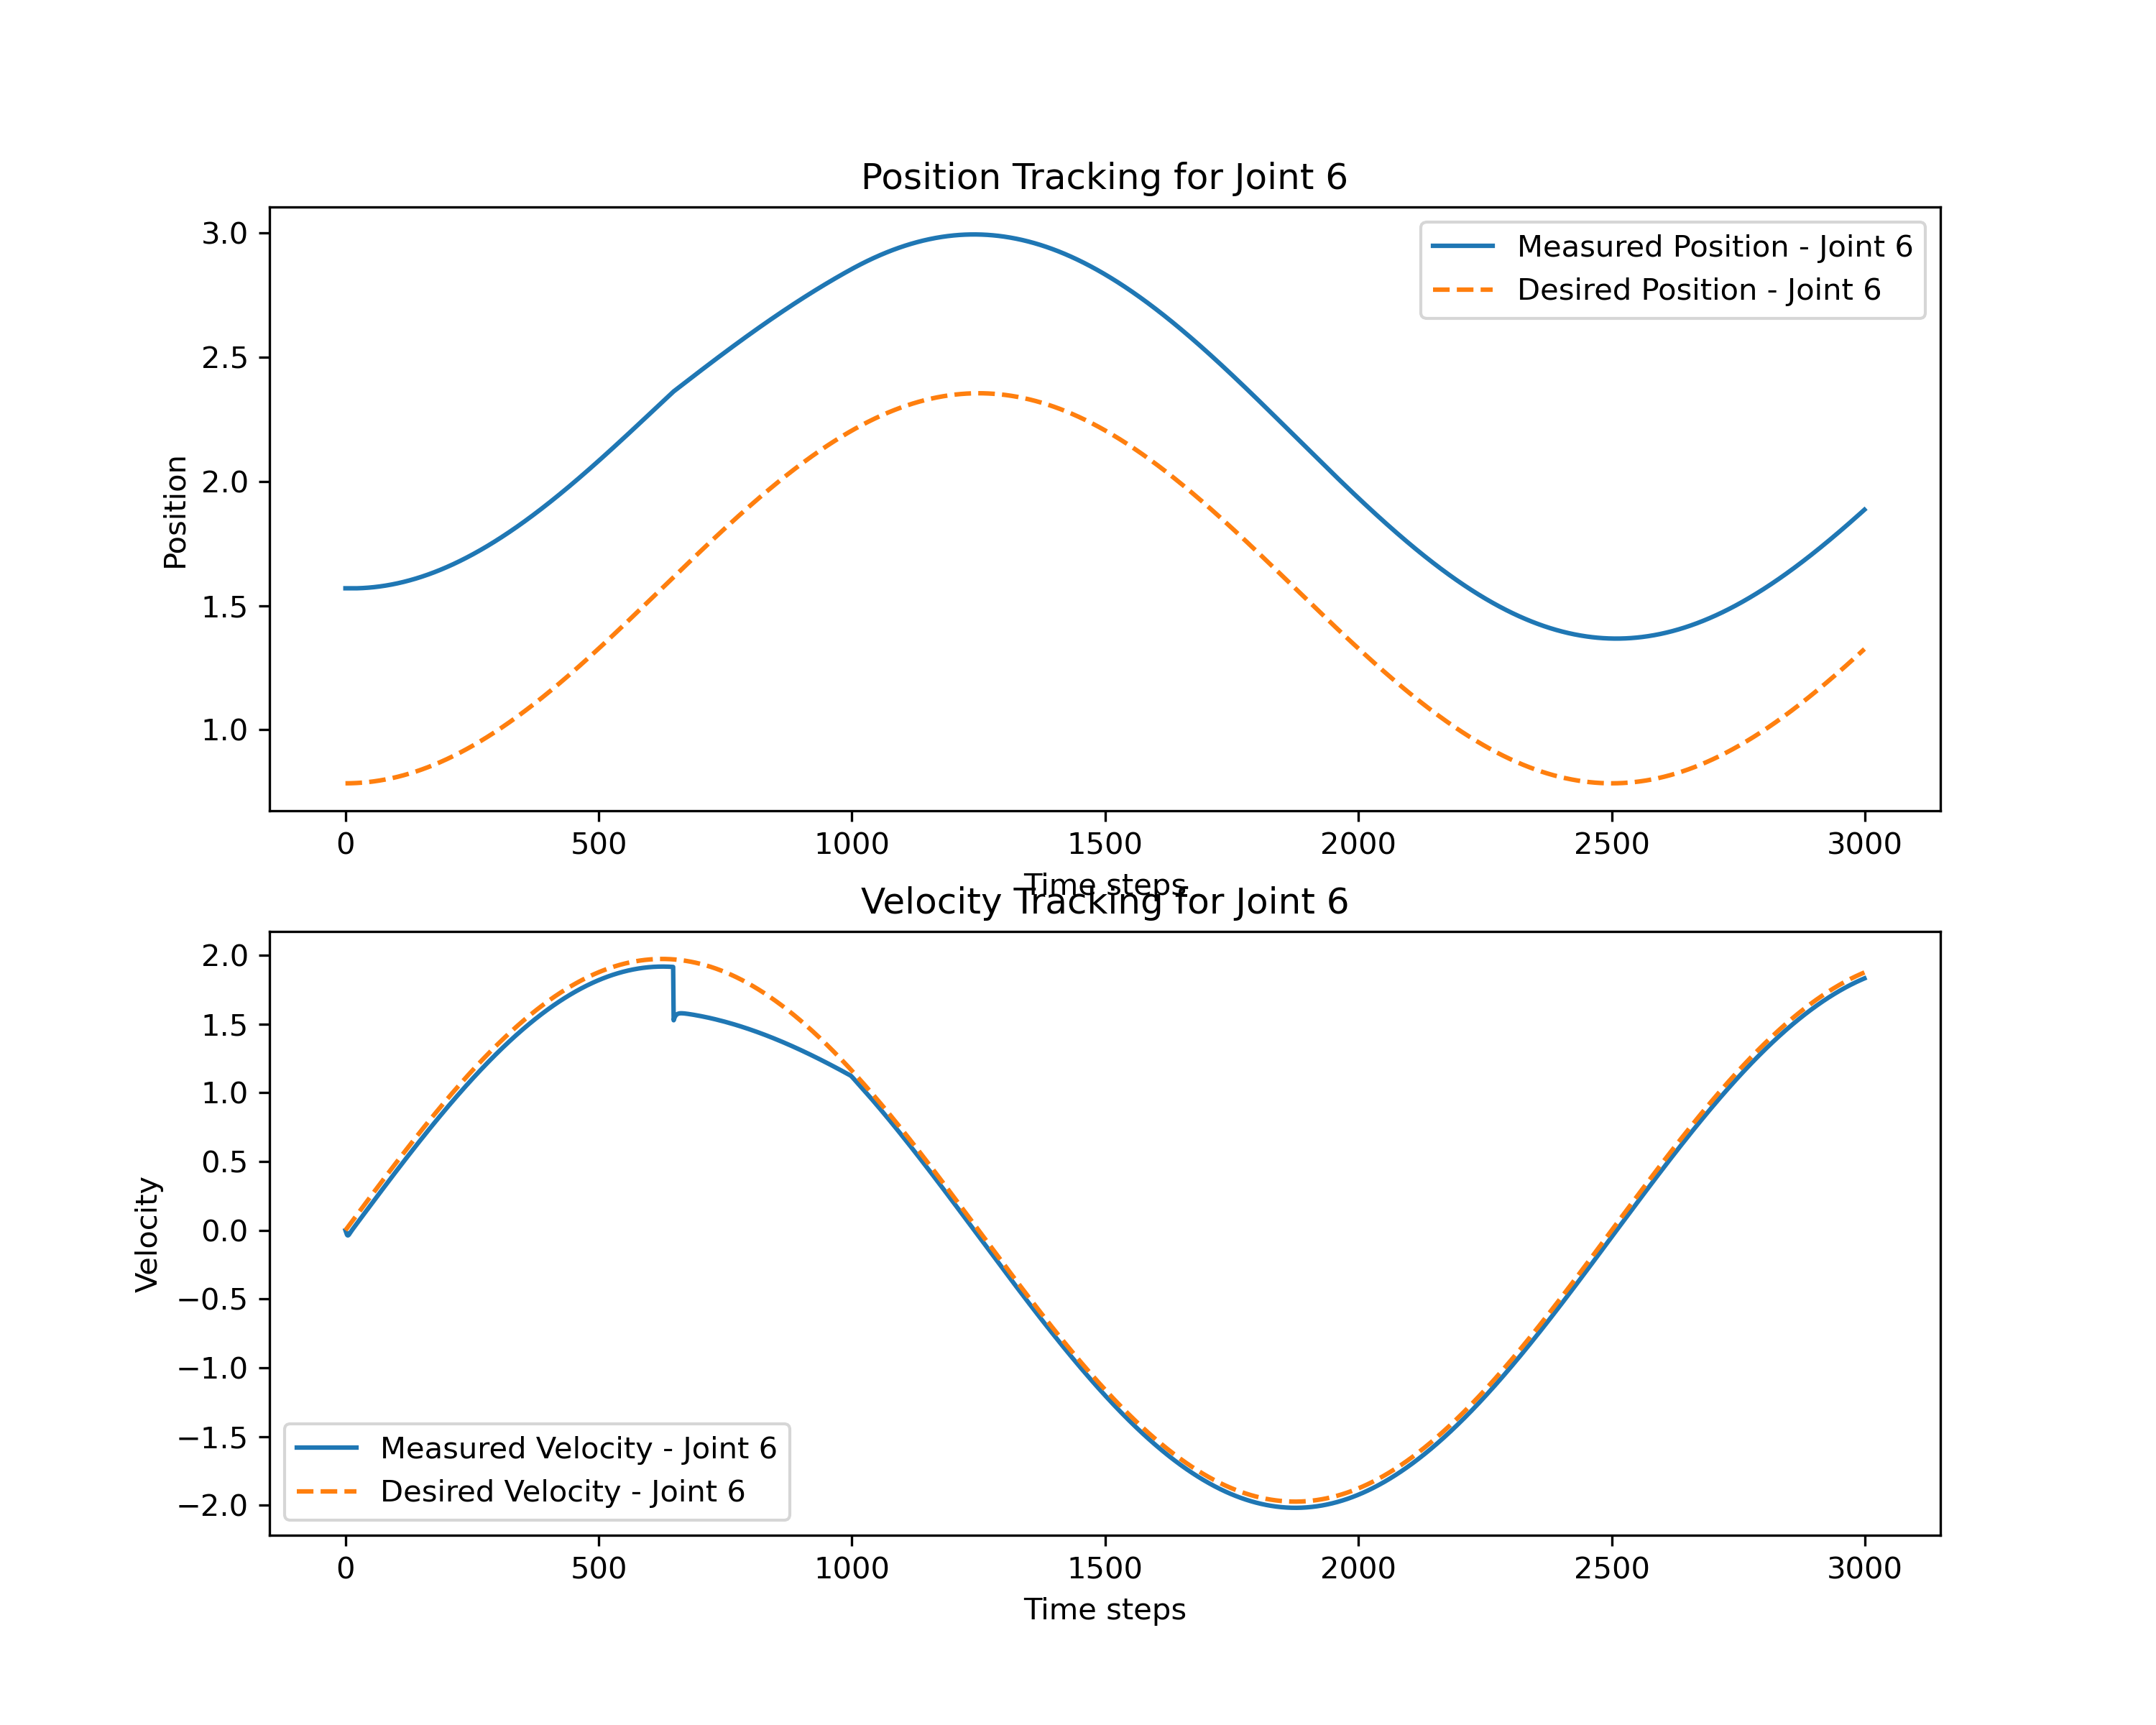 Position Tracking for Joint 6
3.0
2.5
2.0
1.5
1.0
Position
Measured Position - Joint 6
Desired Position - Joint 6
0 500 1000 1500 2000 2500 3000
Time steps
Velocity Tracking for Joint 6
2.0
1.5
1.0
0.5
0.0
−0.5
−1.0
−1.5
−2.0
Velocity
Measured Velocity - Joint 6
Desired Velocity - Joint 6
0 500 1000 1500 2000 2500 3000
Time steps